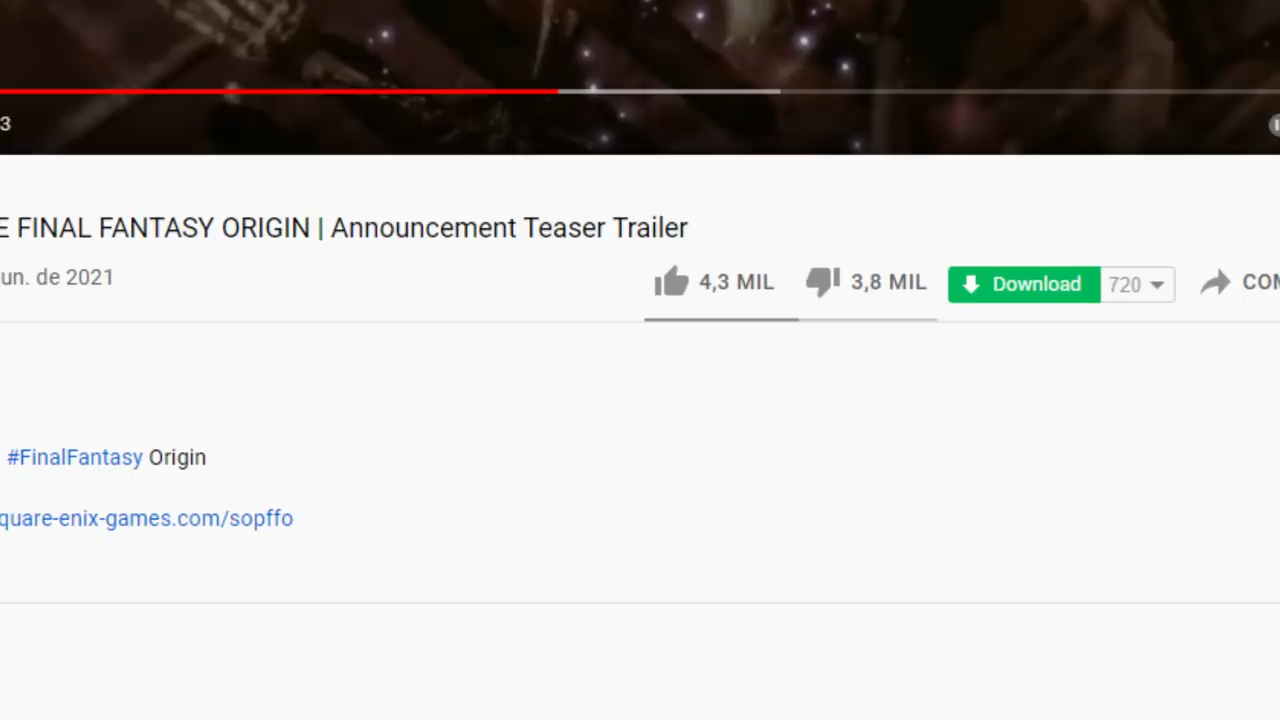 3
E FINAL FANTASY ORIGIN | Announcement Teaser Trailer
un. de 2021
4,3 MIL 3,8 MIL Download 720 COM
#FinalFantasy Origin
quare-enix-games.com/sopffo